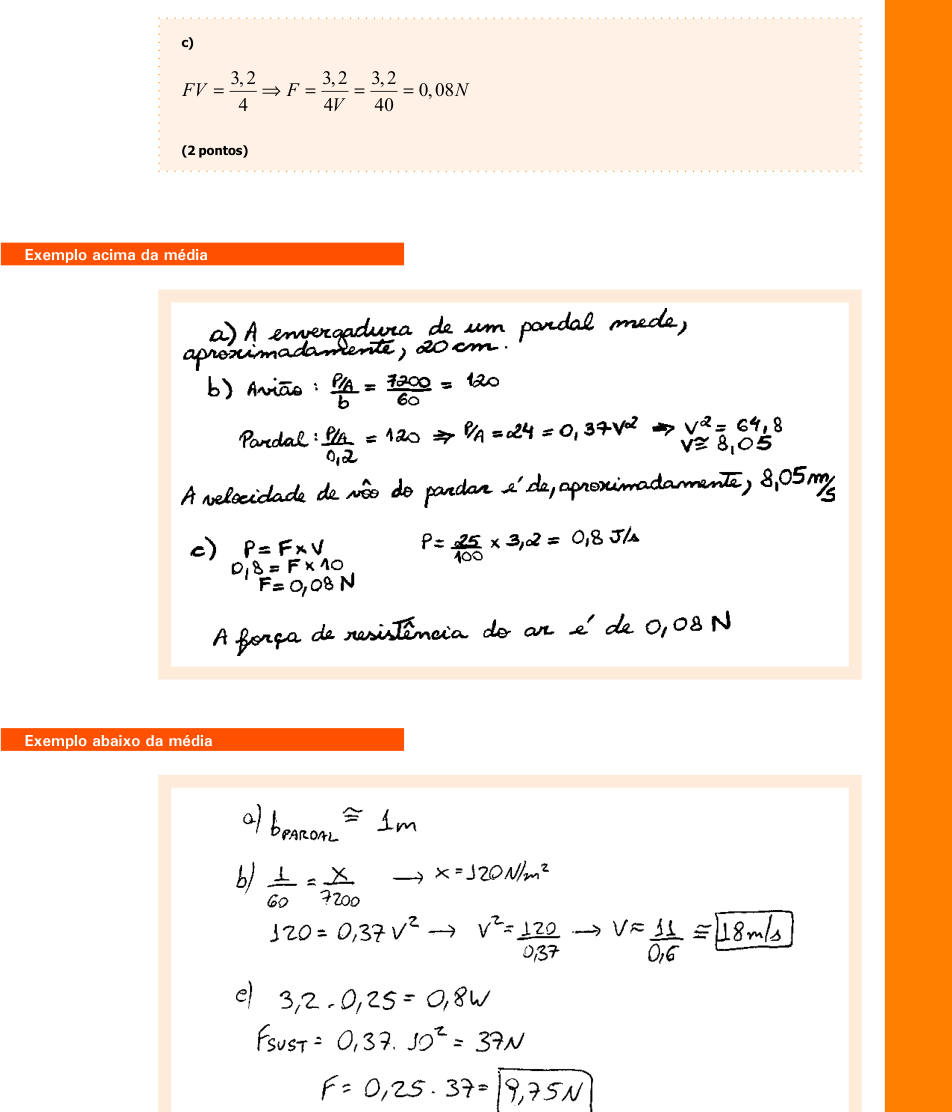 c)
FV = 3,2/4 ⇒ F = 3,2/4V = 3,2/40 = 0,08N
(2 pontos)
Exemplo acima da média
a) A envergadura de um pardal mede,
aproximadamente, 20 cm.
b) Avião : P/A/b = 7200/60 = 120
Pardal : P/A/0,2 = 120 ⇒ P/A = 24 = 0,37V² ⇒ V² = 64,8
V ≅ 8,05
A velocidade de vôo do pardar é de, aproximadamente, 8,05 m/s
c) P = F x V P = 25/100 x 3,2 = 0,8 J/s
0,8 = F x 10
F = 0,08 N
A força de resistência do ar é de 0,08 N
Exemplo abaixo da média
a) b_PARDAL ≅ 1m
b) 1/60 = X/7200 → x = 120 N/m²
120 = 0,37 V² → V² = 120/0,37 → V ≈ 11/0,6 ≅ 18 m/s
c) 3,2 . 0,25 = 0,8W
F_SUST = 0,37. 10² = 37N
F = 0,25 . 37 = 9,75N